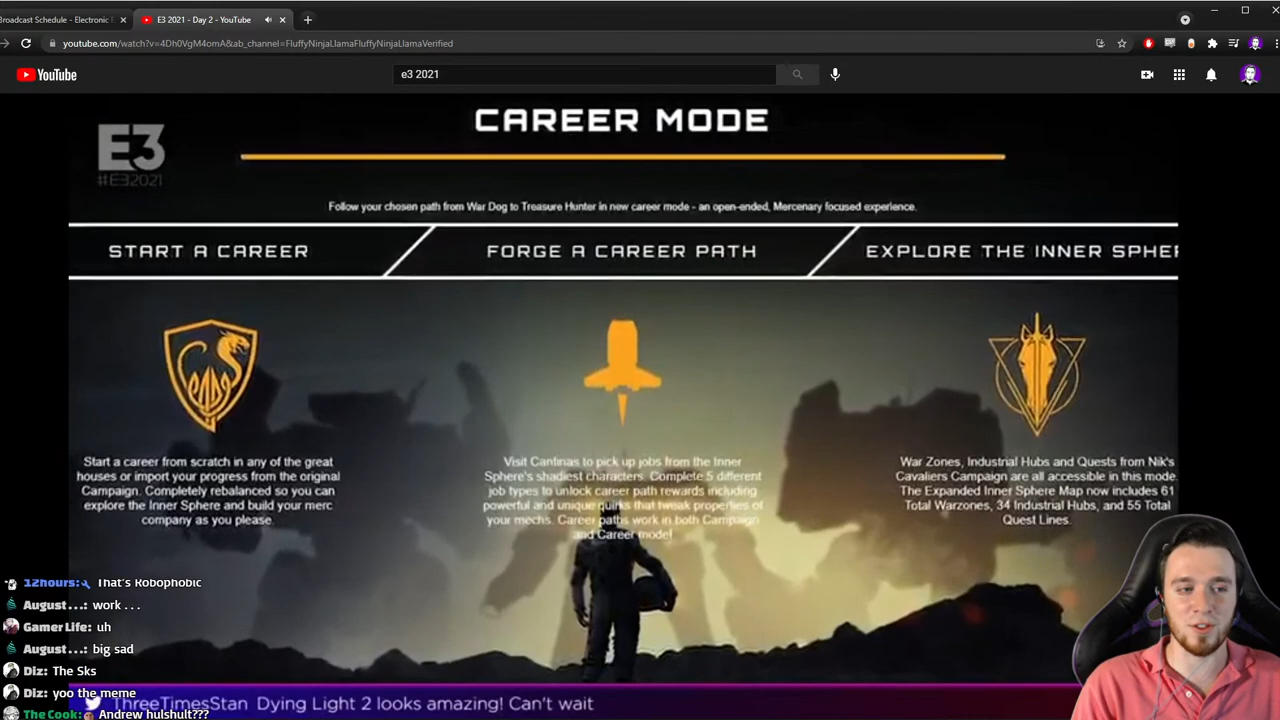 Broadcast Schedule - Electronic E
E3 2021 - Day 2 - YouTube
youtube.com/watch?v=4Dh0VgM4omA&ab_channel=FluffyNinjaLlamaFluffyNinjaLlamaVerified
YouTube
e3 2021
CAREER MODE
E3
#E32021
Follow your chosen path from War Dog to Treasure Hunter in new career mode - an open-ended, Mercenary focused experience.
START A CAREER
FORGE A CAREER PATH
EXPLORE THE INNER SPHER
Start a career from scratch in any of the great
houses or import your progress from the original
Campaign. Completely rebalanced so you can
explore the Inner Sphere and build your merc
company as you please.
Visit Cantinas to pick up jobs from the Inner
Sphere's shadiest characters. Complete 5 different
job types to unlock career path rewards including
powerful and unique quirks that tweak properties of
your mechs. Career paths work in both Campaign
and Career mode!
War Zones, Industrial Hubs and Quests from Nik's
Cavaliers Campaign are all accessible in this mode.
The Expanded Inner Sphere Map now includes 61
Total Warzones, 34 Industrial Hubs, and 55 Total
Quest Lines.
12hours: That's Robophobic
August...: work . . .
Gamer Life: uh
August...: big sad
Diz: The Sks
Diz: yoo the meme
The Cook: Andrew hulshult???
ThreeTimesStan Dying Light 2 looks amazing! Can't wait